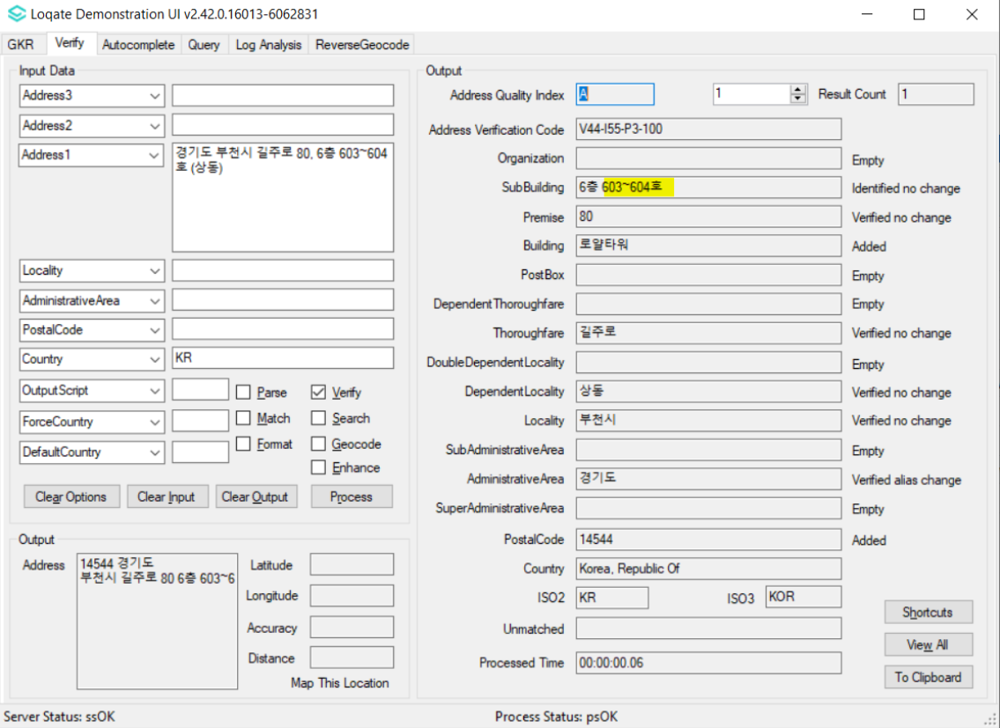 Loqate Demonstration UI v2.42.0.16013-6062831
GKR Verify Autocomplete Query Log Analysis ReverseGeocode
Input Data
Address3
Address2
Address1
경기도 부천시 길주로 80, 6층 603~604
호 (상동)
Locality
AdministrativeArea
PostalCode
Country KR
OutputScript Parse Verify
ForceCountry Match Search
DefaultCountry Format Geocode
Enhance
Clear Options Clear Input Clear Output Process
Output
Address
14544 경기도
부천시 길주로 80 6층 603~6
Latitude
Longitude
Accuracy
Distance
Map This Location
Output
Address Quality Index A 1 Result Count 1
Address Verification Code V44-I55-P3-100
Organization Empty
SubBuilding 6층 603~604호 Identified no change
Premise 80 Verified no change
Building 로얄타워 Added
PostBox Empty
DependentThoroughfare Empty
Thoroughfare 길주로 Verified no change
DoubleDependentLocality Empty
DependentLocality 상동 Verified no change
Locality 부천시 Verified no change
SubAdministrativeArea Empty
AdministrativeArea 경기도 Verified alias change
SuperAdministrativeArea Empty
PostalCode 14544 Added
Country Korea, Republic Of
ISO2 KR ISO3 KOR
Unmatched
Processed Time 00:00:00.06
Shortcuts
View All
To Clipboard
Server Status: ssOK Process Status: psOK